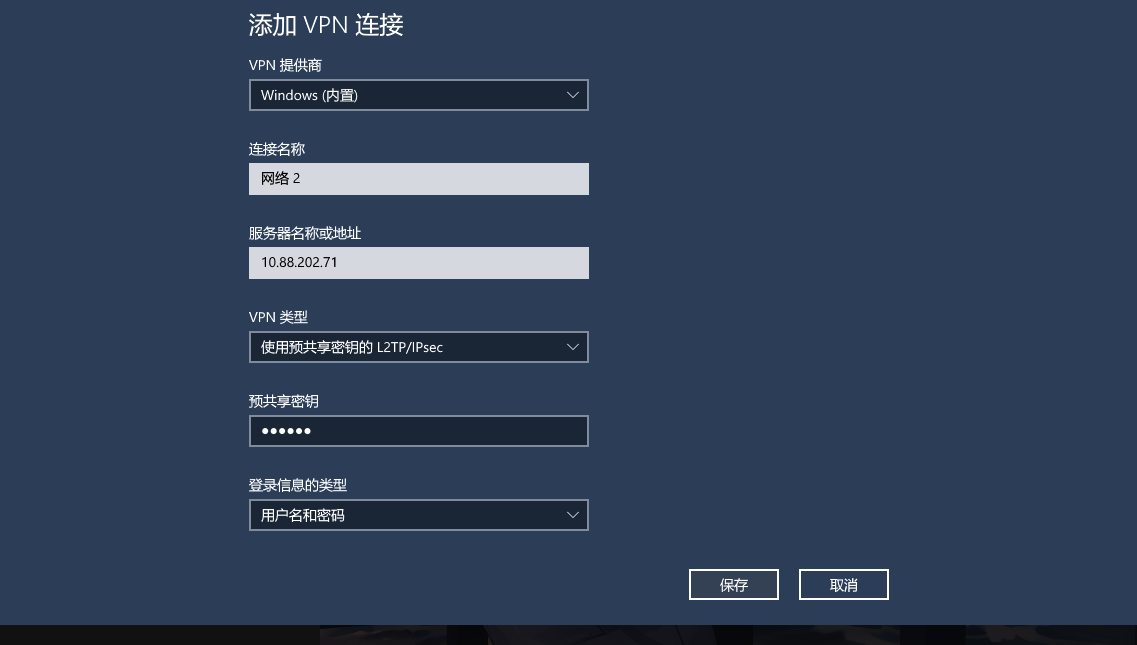 添加 VPN 连接
VPN 提供商
Windows (内置)
连接名称
网络 2
服务器名称或地址
10.88.202.71
VPN 类型
使用预共享密钥的 L2TP/IPsec
预共享密钥
●●●●●●
登录信息的类型
用户名和密码
保存
取消